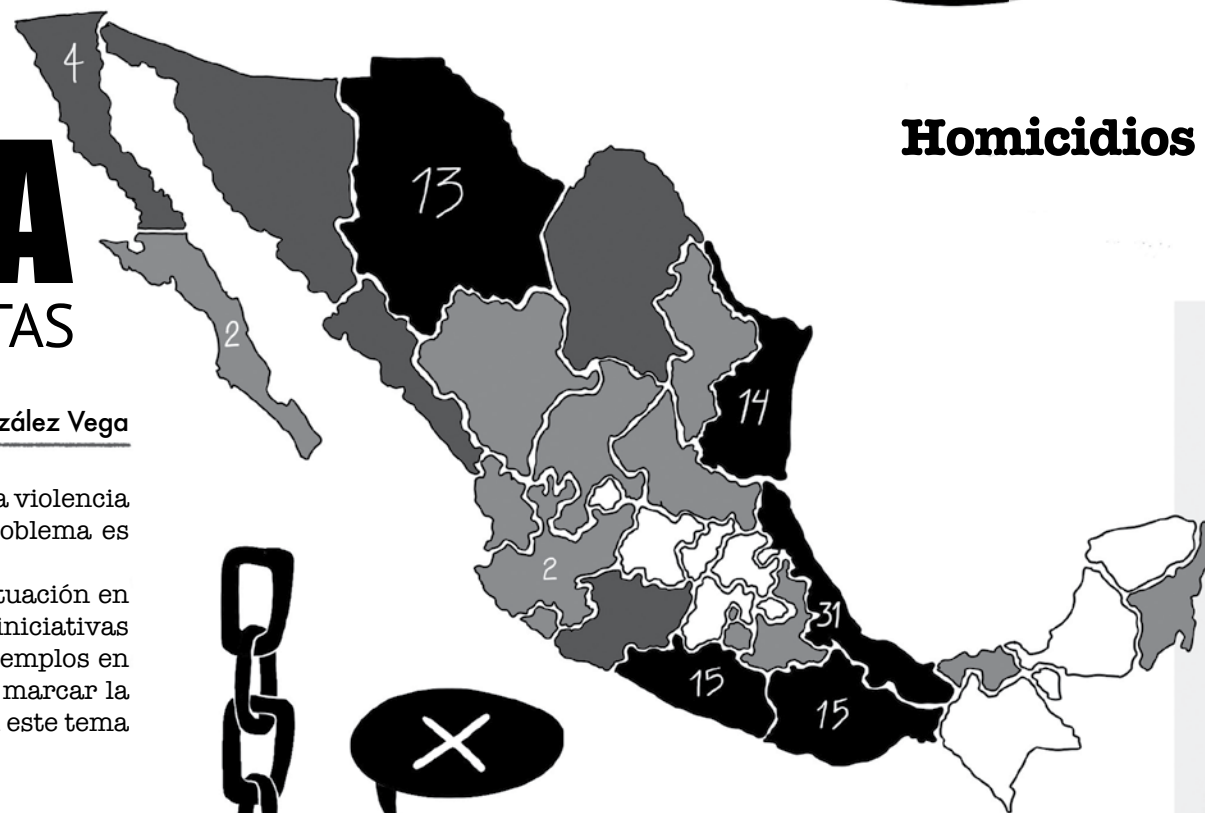 Homicidios
A
TAS
zález Vega
a violencia
oblema es
tuación en
iniciativas
emplos en
marcar la
este tema
4
13
2
14
2
31
15
15